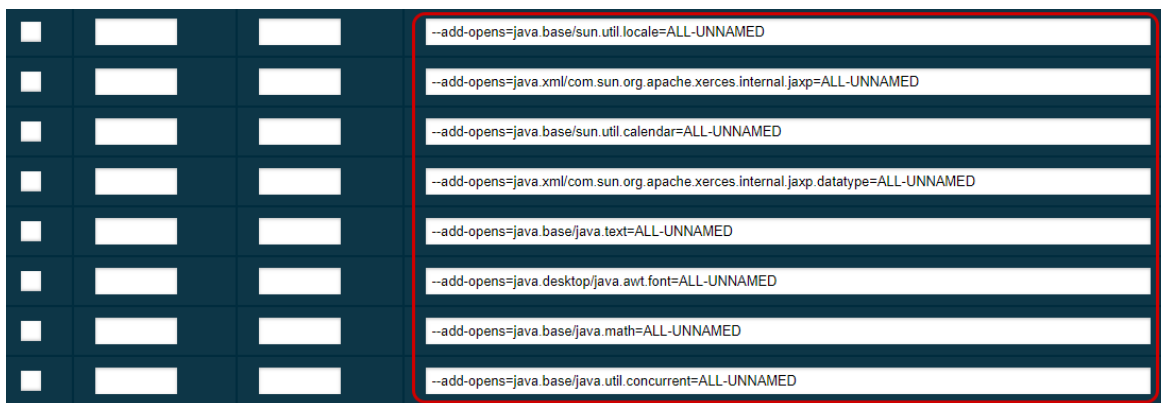 --add-opens=java.base/sun.util.locale=ALL-UNNAMED
--add-opens=java.xml/com.sun.org.apache.xerces.internal.jaxp=ALL-UNNAMED
--add-opens=java.base/sun.util.calendar=ALL-UNNAMED
--add-opens=java.xml/com.sun.org.apache.xerces.internal.jaxp.datatype=ALL-UNNAMED
--add-opens=java.base/java.text=ALL-UNNAMED
--add-opens=java.desktop/java.awt.font=ALL-UNNAMED
--add-opens=java.base/java.math=ALL-UNNAMED
--add-opens=java.base/java.util.concurrent=ALL-UNNAMED